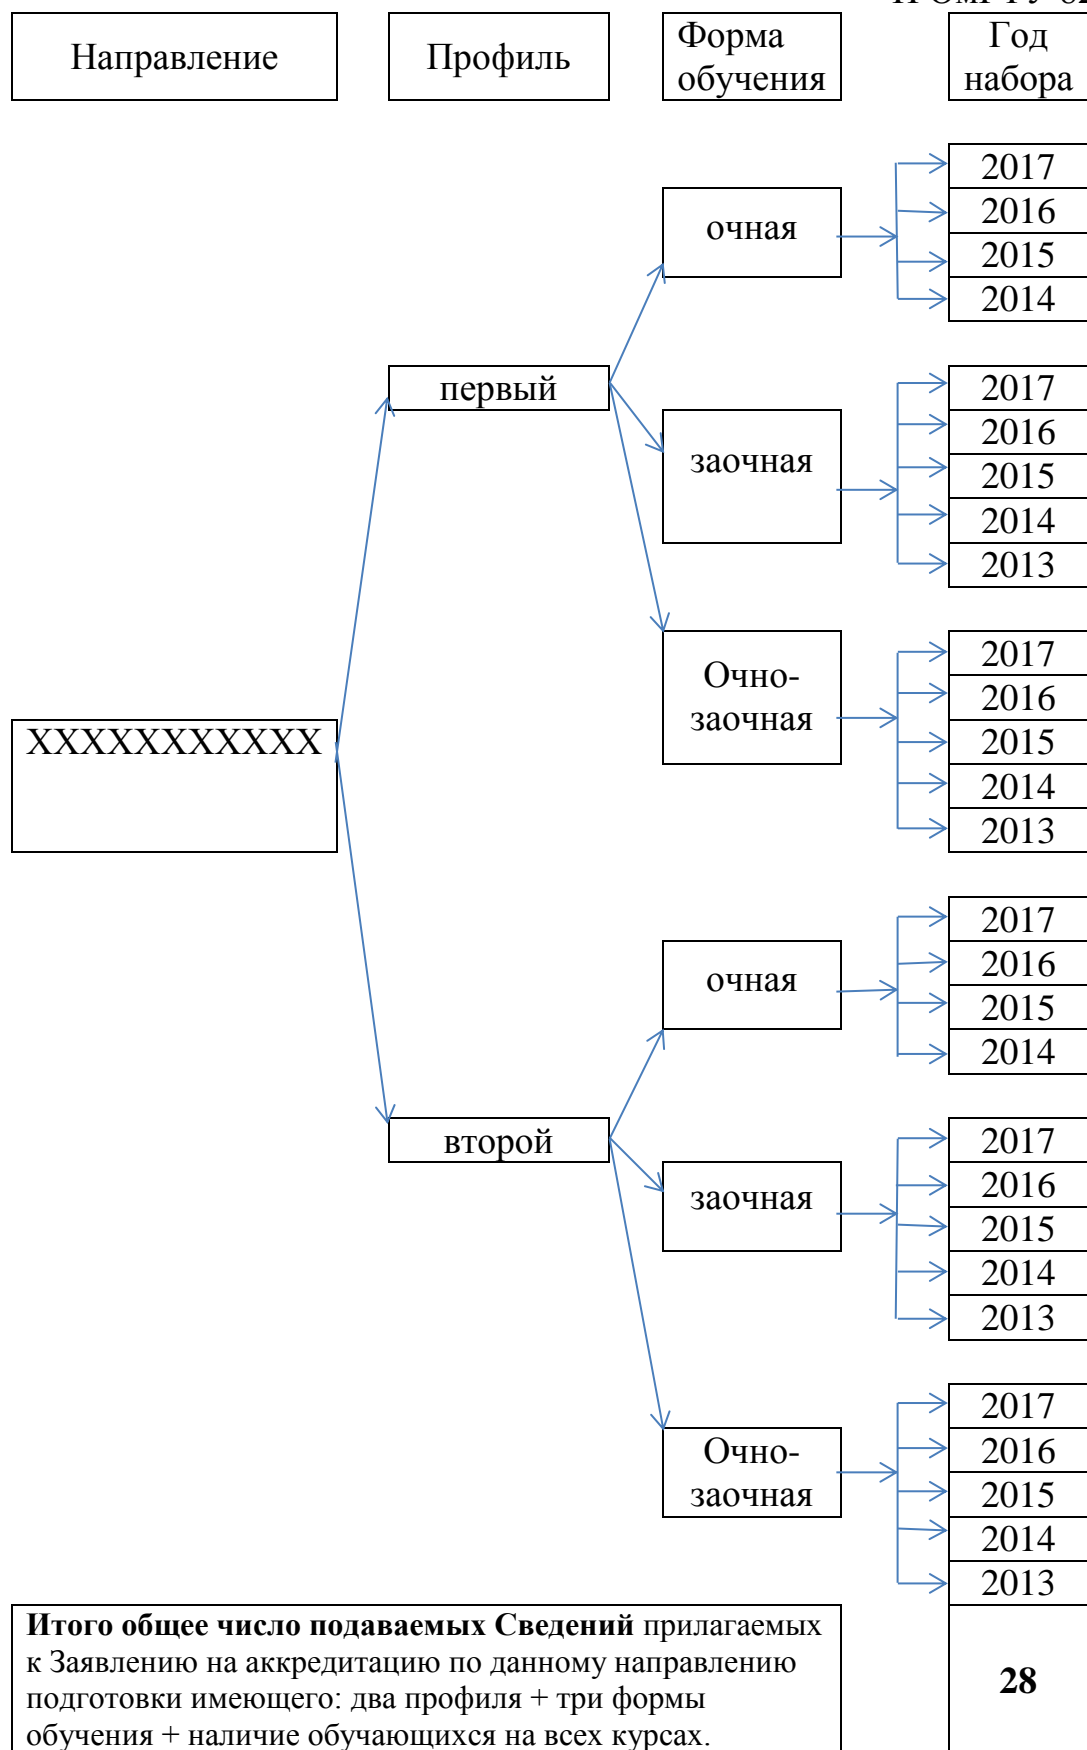 Направление
Профиль
Форма
обучения
Год
набора
2017
2016
2015
2014
очная
первый
2017
2016
2015
2014
2013
заочная
2017
2016
2015
2014
2013
Очно-
заочная
XXXXXXXXXXX
2017
2016
2015
2014
очная
второй
2017
2016
2015
2014
2013
заочная
2017
2016
2015
2014
2013
Очно-
заочная
Итого общее число подаваемых Сведений прилагаемых
к Заявлению на аккредитацию по данному направлению
подготовки имеющего: два профиля + три формы
обучения + наличие обучающихся на всех курсах.
28